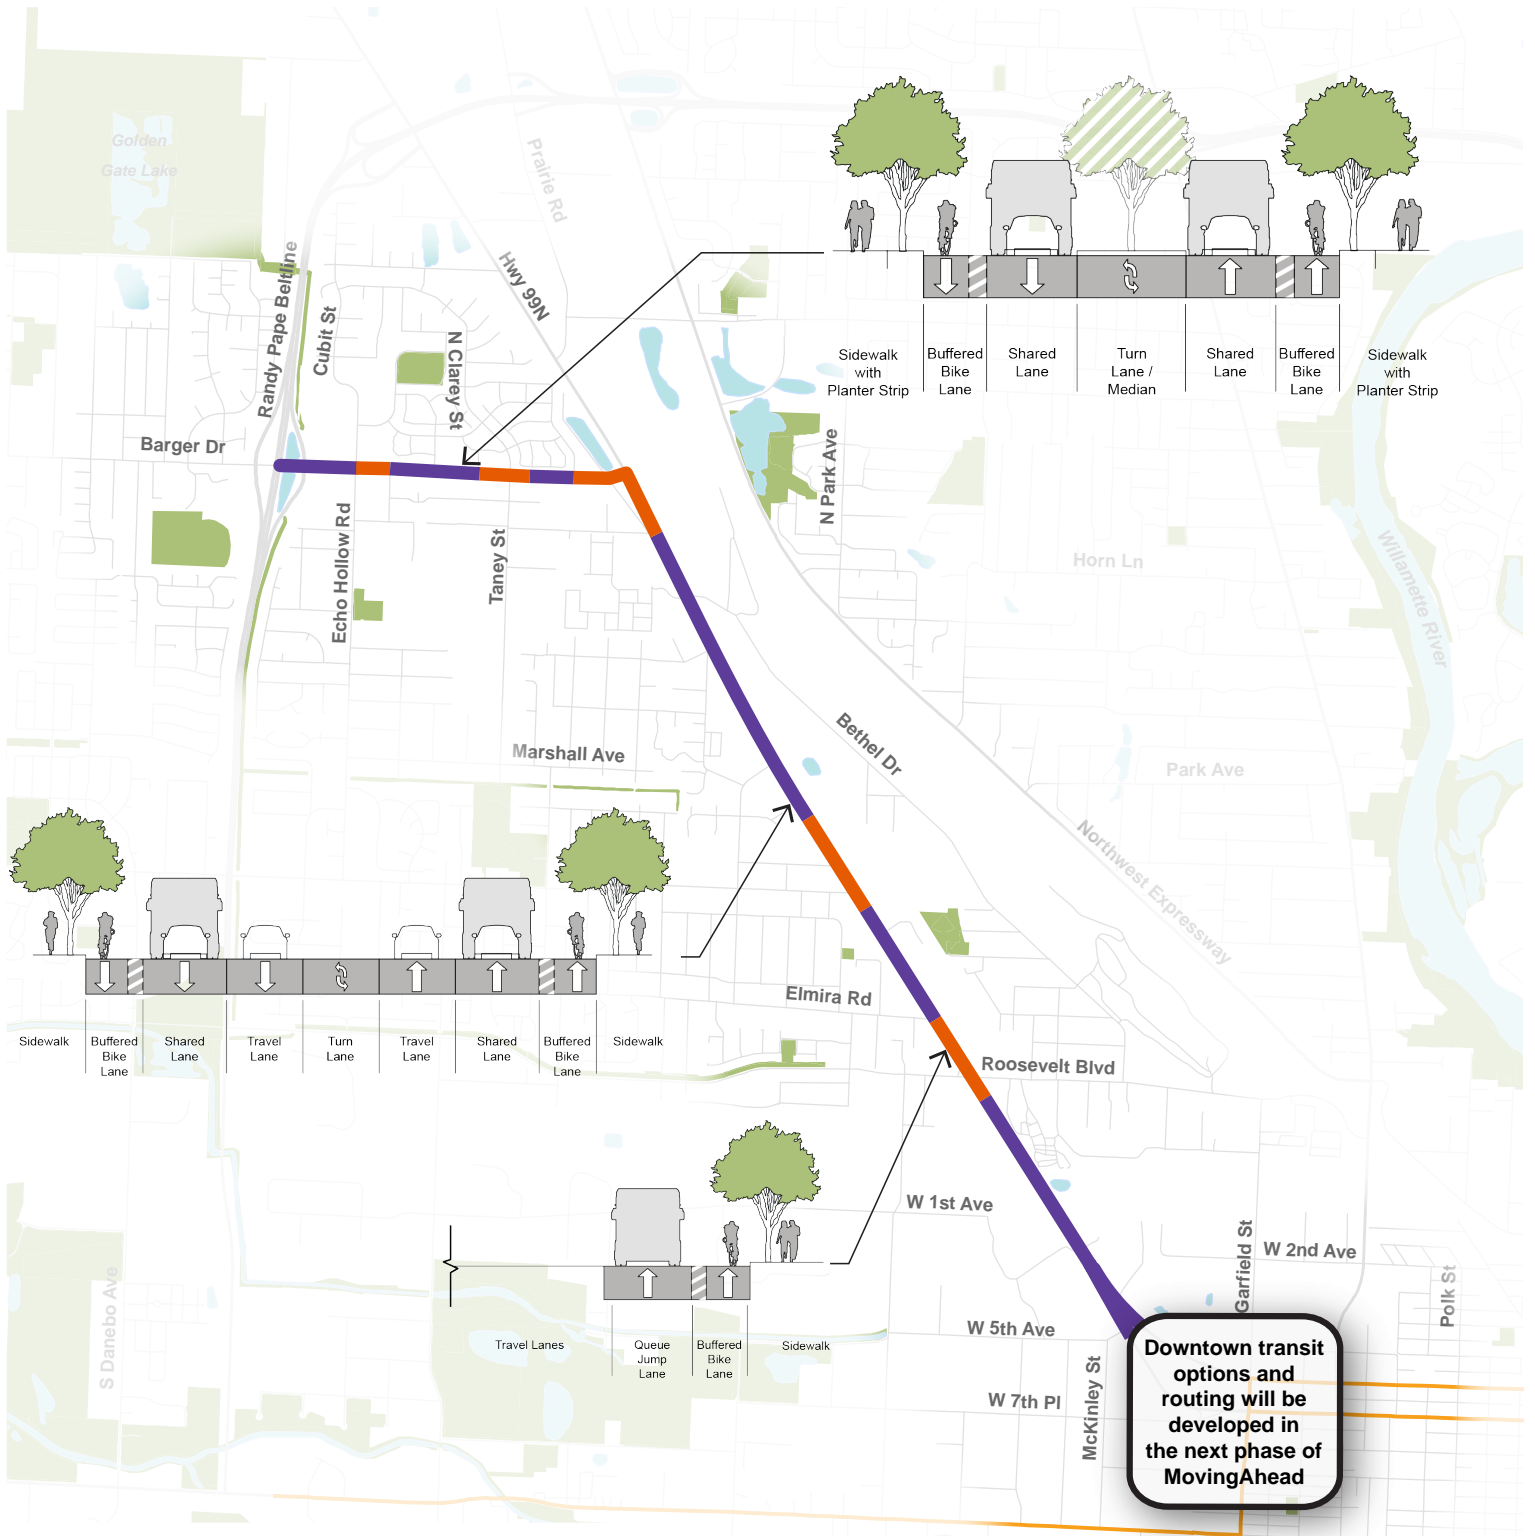 Golden
Gate Lake
Prairie Rd
Hwy 99N
Randy Pape Beltline
Cubit St
N Clarey St
Barger Dr
Echo Hollow Rd
Taney St
N Park Ave
Horn Ln
Willamette River
Sidewalk
with
Planter Strip
Buffered
Bike
Lane
Shared
Lane
Turn
Lane /
Median
Shared
Lane
Buffered
Bike
Lane
Sidewalk
with
Planter Strip
Marshall Ave
Bethel Dr
Park Ave
Northwest Expressway
Sidewalk
Buffered
Bike
Lane
Shared
Lane
Travel
Lane
Turn
Lane
Travel
Lane
Shared
Lane
Buffered
Bike
Lane
Sidewalk
Elmira Rd
Roosevelt Blvd
W 1st Ave
W 2nd Ave
Garfield St
Polk St
S Danebo Ave
Travel Lanes
Queue
Jump
Lane
Buffered
Bike
Lane
Sidewalk
W 5th Ave
W 7th Pl
McKinley St
Downtown transit
options and
routing will be
developed in
the next phase of
MovingAhead